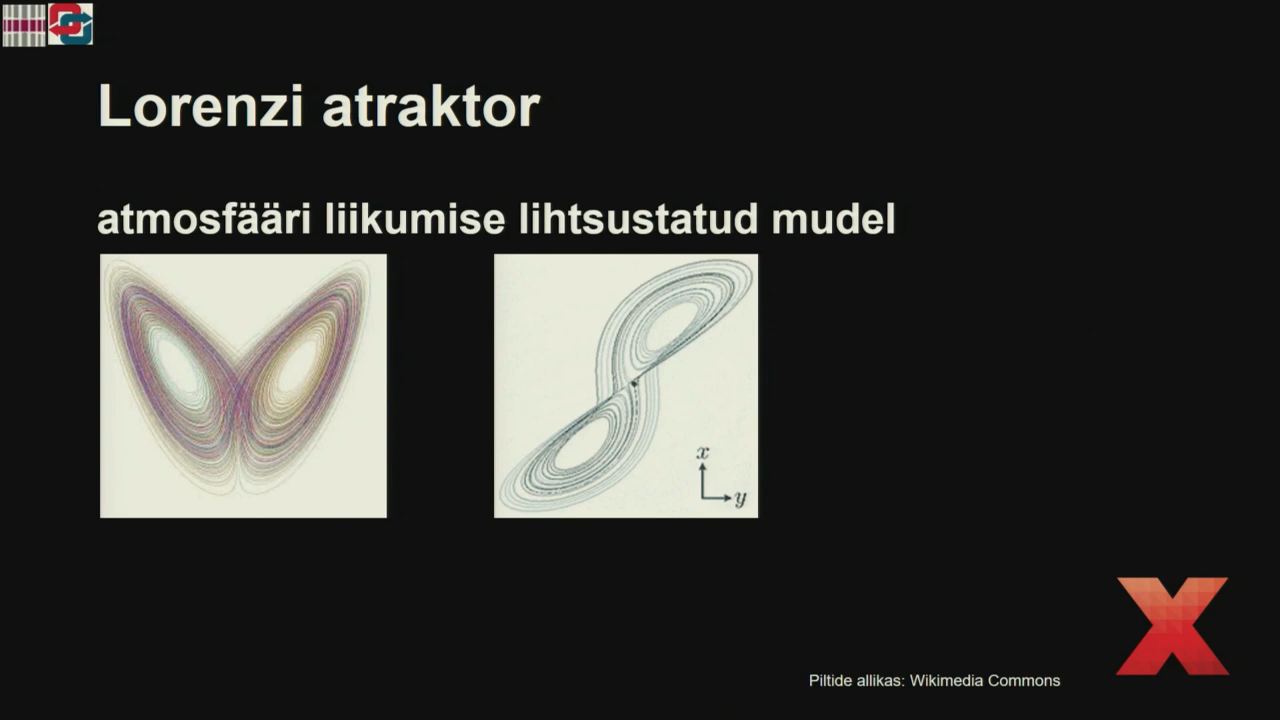 Lorenzi atraktor
atmosfääri liikumise lihtsustatud mudel
x
y
Piltide allikas: Wikimedia Commons
X